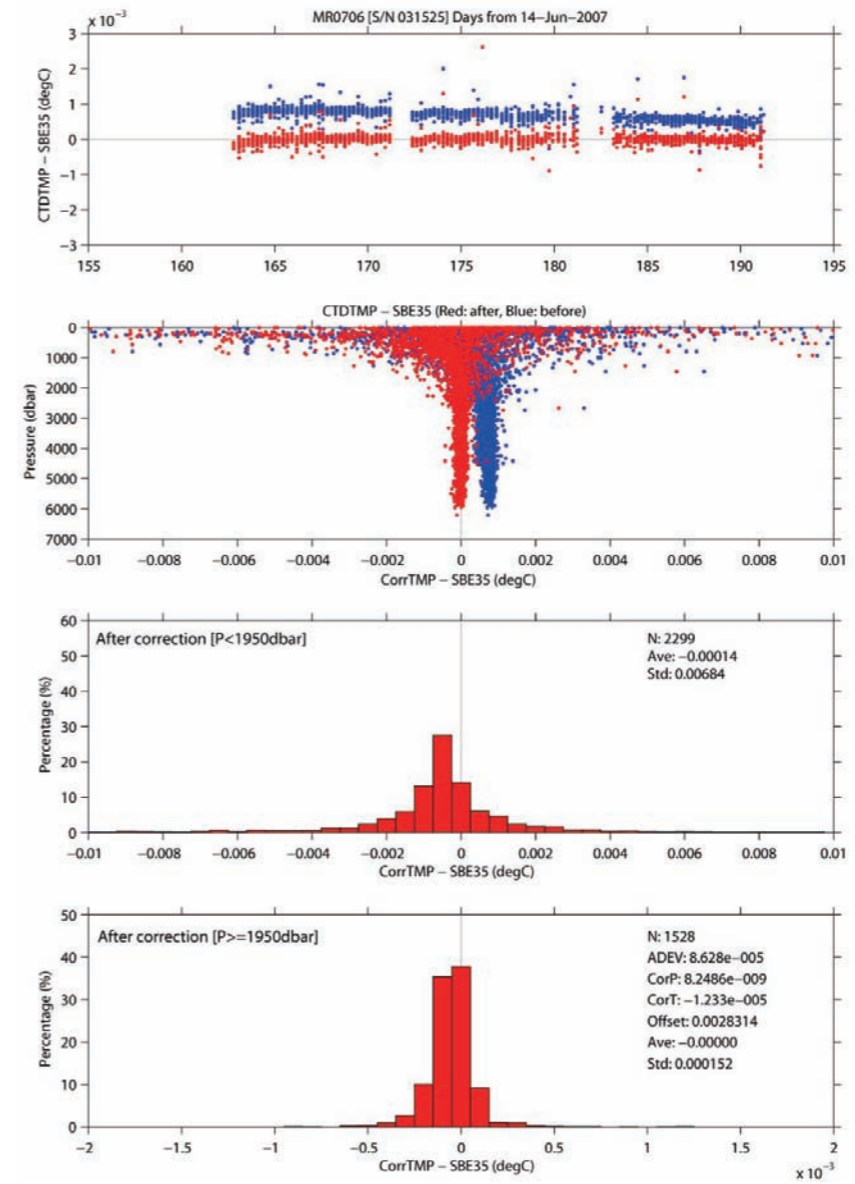 MR0706 [S/N 031525] Days from 14−Jun−2007
x 10−3
3
2
1
0
−1
−2
−3
CTDTMP − SBE35 (degC)
155 160 165 170 175 180 185 190 195
CTDTMP − SBE35 (Red: after, Blue: before)
0
1000
2000
3000
4000
5000
6000
7000
Pressure (dbar)
−0.01 −0.008 −0.006 −0.004 −0.002 0 0.002 0.004 0.006 0.008 0.01
CorrTMP − SBE35 (degC)
After correction [P<1950dbar]
N: 2299
Ave: −0.00014
Std: 0.00684
60
50
40
30
20
10
0
Percentage (%)
−0.01 −0.008 −0.006 −0.004 −0.002 0 0.002 0.004 0.006 0.008 0.01
CorrTMP − SBE35 (degC)
After correction [P>=1950dbar]
N: 1528
ADEV: 8.628e−005
CorP: 8.2486e−009
CorT: −1.233e−005
Offset: 0.0028314
Ave: −0.00000
Std: 0.000152
50
40
30
20
10
0
Percentage (%)
−2 −1.5 −1 −0.5 0 0.5 1 1.5 2
CorrTMP − SBE35 (degC)
x 10−3